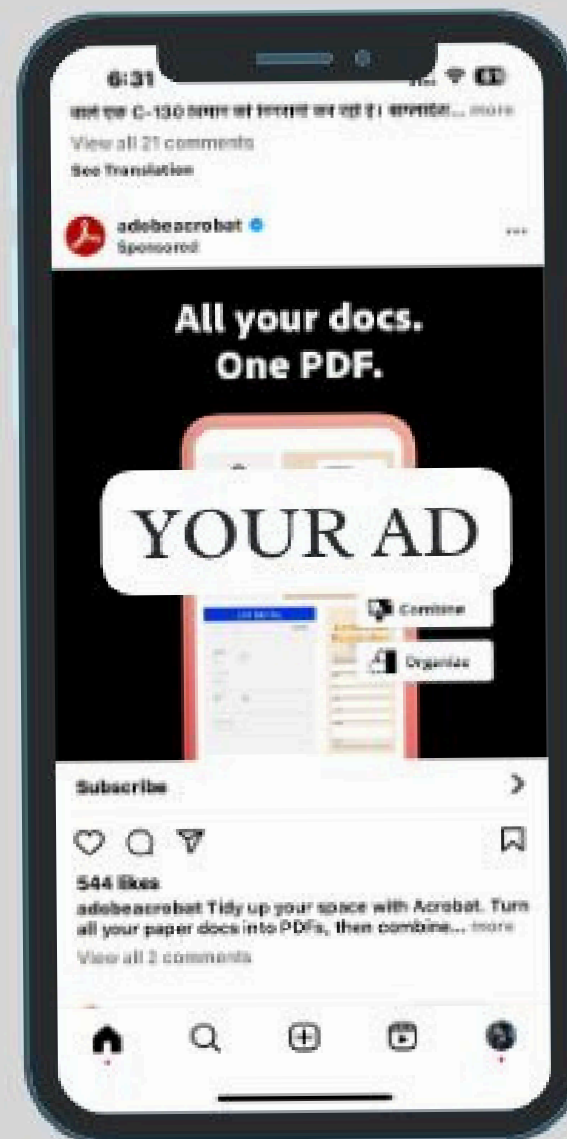 6:31
61
View all 21 comments
See Translation
adobeacrobat
Sponsored
All your docs.
One PDF.
YOUR AD
Combine
Organize
Subscribe
544 likes
adobeacrobat Tidy up your space with Acrobat. Turn
all your paper docs into PDFs, then combine... more
View all 2 comments